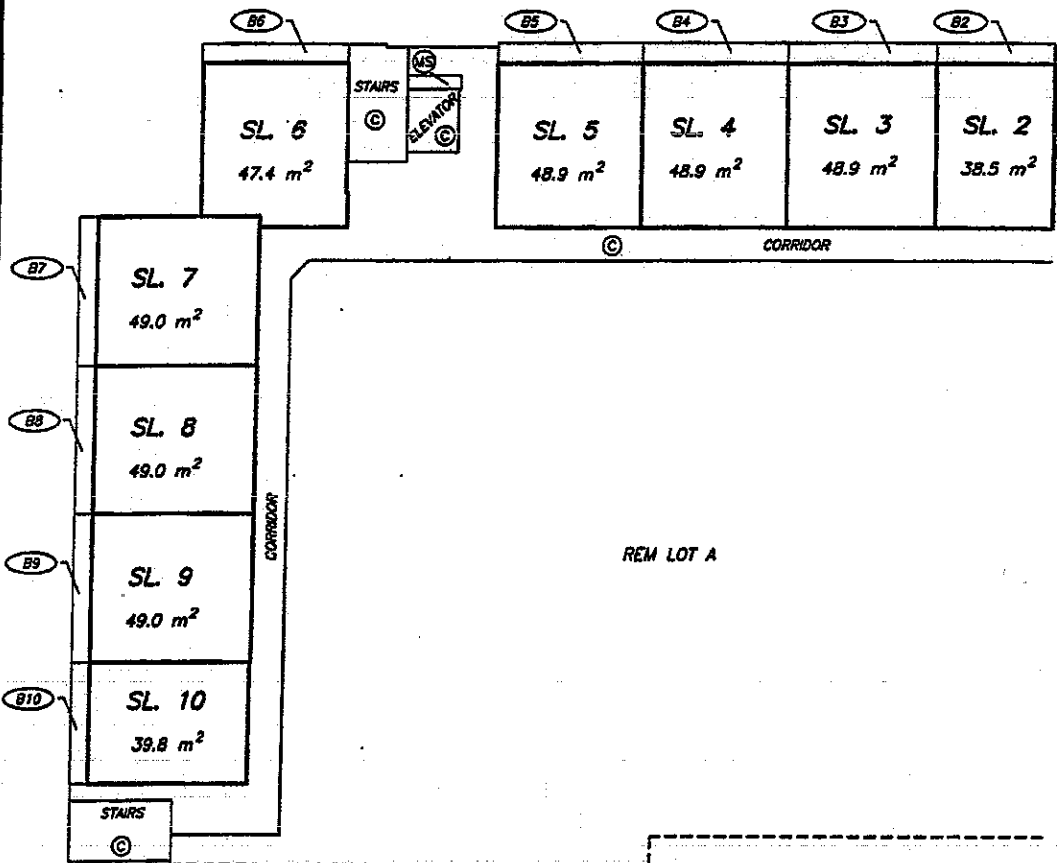 B6
B5
B4
B3
B2
MS
STAIRS
C
ELEVATOR
C
SL. 6
47.4 m²
SL. 5
48.9 m²
SL. 4
48.9 m²
SL. 3
48.9 m²
SL. 2
38.5 m²
C
CORRIDOR
B7
SL. 7
49.0 m²
B8
SL. 8
49.0 m²
CORRIDOR
REM LOT A
B9
SL. 9
49.0 m²
B10
SL. 10
39.8 m²
STAIRS
C